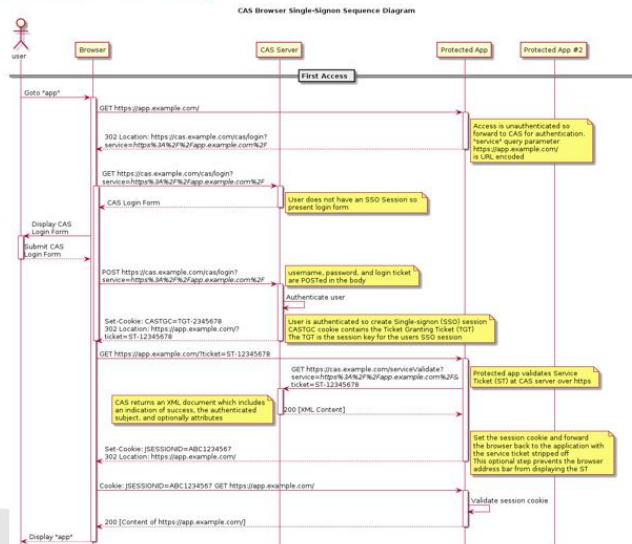 CAS Browser Single-Signon Sequence Diagram
user
Browser
CAS Server
Protected App
Protected App #2
First Access
Goto "app"
GET https://app.example.com/
Access is unauthenticated so
forward to CAS for authentication.
"service" query parameter
https://app.example.com/
is URL encoded
302 Location: https://cas.example.com/cas/login?
service=https%3A%2F%2Fapp.example.com%2F
GET https://cas.example.com/cas/login?
service=https%3A%2F%2Fapp.example.com%2F
User does not have an SSO Session so
present login form
CAS Login Form
Display CAS
Login Form
Submit CAS
Login Form
POST https://cas.example.com/cas/login?
service=https%3A%2F%2Fapp.example.com%2F
username, password, and login ticket
are POSTed in the body
Authenticate user
Set-Cookie: CASTGC=TGT-2345678
302 Location: https://app.example.com/?
ticket=ST-12345678
User is authenticated so create Single-signon (SSO) session
CASTGC cookie contains the Ticket Granting Ticket (TGT)
The TGT is the session key for the users SSO session
GET https://app.example.com/?ticket=ST-12345678
GET https://cas.example.com/serviceValidate?
service=https%3A%2F%2Fapp.example.com%2F&
ticket=ST-12345678
Protected app validates Service
Ticket (ST) at CAS server over https
CAS returns an XML document which includes
an indication of success, the authenticated
subject, and optionally attributes
200 [XML Content]
Set-Cookie: JSESSIONID=ABC1234567
302 Location: https://app.example.com/
Set the session cookie and forward
the browser back to the application with
the service ticket stripped off
This optional step prevents the browser
address bar from displaying the ST
Cookie: JSESSIONID=ABC1234567 GET https://app.example.com/
Validate session cookie
200 [Content of https://app.example.com/]
Display "app"